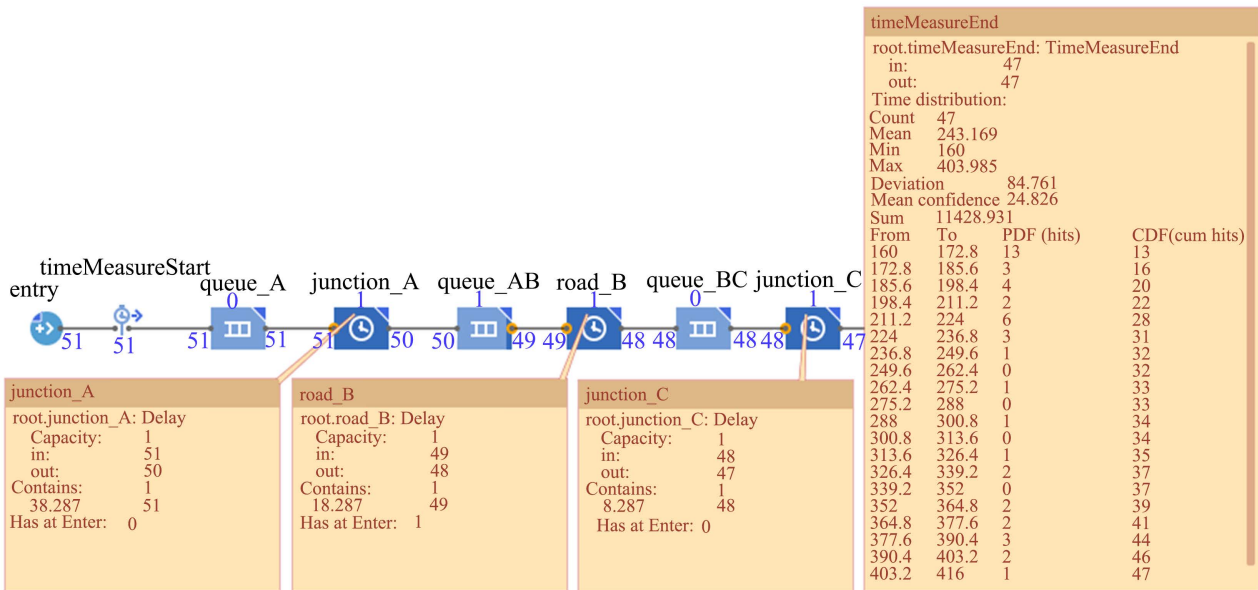 timeMeasureStart
entry
queue_A
junction_A
queue_AB
road_B
queue_BC
junction_C
0 1 1 1 0 1
51 51 51 51 51 50 50 49 49 48 48 48 48 47
junction_A
root.junction_A: Delay
Capacity: 1
in: 51
out: 50
Contains: 1
38.287 51
Has at Enter: 0
road_B
root.road_B: Delay
Capacity: 1
in: 49
out: 48
Contains: 1
18.287 49
Has at Enter: 1
junction_C
root.junction_C: Delay
Capacity: 1
in: 48
out: 47
Contains: 1
8.287 48
Has at Enter: 0
timeMeasureEnd
root.timeMeasureEnd: TimeMeasureEnd
in: 47
out: 47
Time distribution:
Count 47
Mean 243.169
Min 160
Max 403.985
Deviation 84.761
Mean confidence 24.826
Sum 11428.931
From To PDF (hits) CDF(cum hits)
160 172.8 13 13
172.8 185.6 3 16
185.6 198.4 4 20
198.4 211.2 2 22
211.2 224 6 28
224 236.8 3 31
236.8 249.6 1 32
249.6 262.4 0 32
262.4 275.2 1 33
275.2 288 0 33
288 300.8 1 34
300.8 313.6 0 34
313.6 326.4 1 35
326.4 339.2 2 37
339.2 352 0 37
352 364.8 2 39
364.8 377.6 2 41
377.6 390.4 3 44
390.4 403.2 2 46
403.2 416 1 47